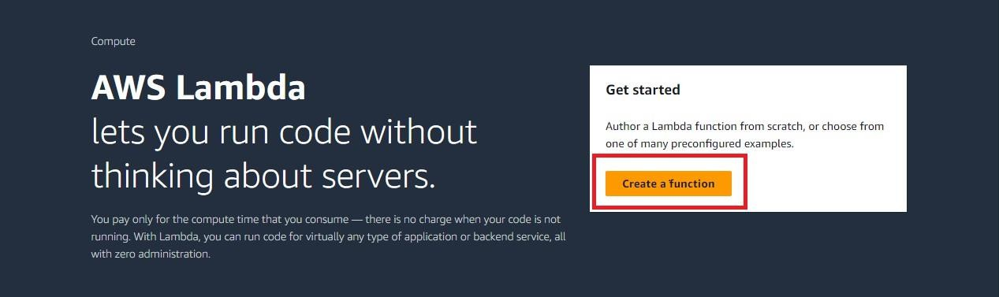 Compute
AWS Lambda
lets you run code without
thinking about servers.
You pay only for the compute time that you consume — there is no charge when your code is not
running. With Lambda, you can run code for virtually any type of application or backend service, all
with zero administration.
Get started
Author a Lambda function from scratch, or choose from
one of many preconfigured examples.
Create a function